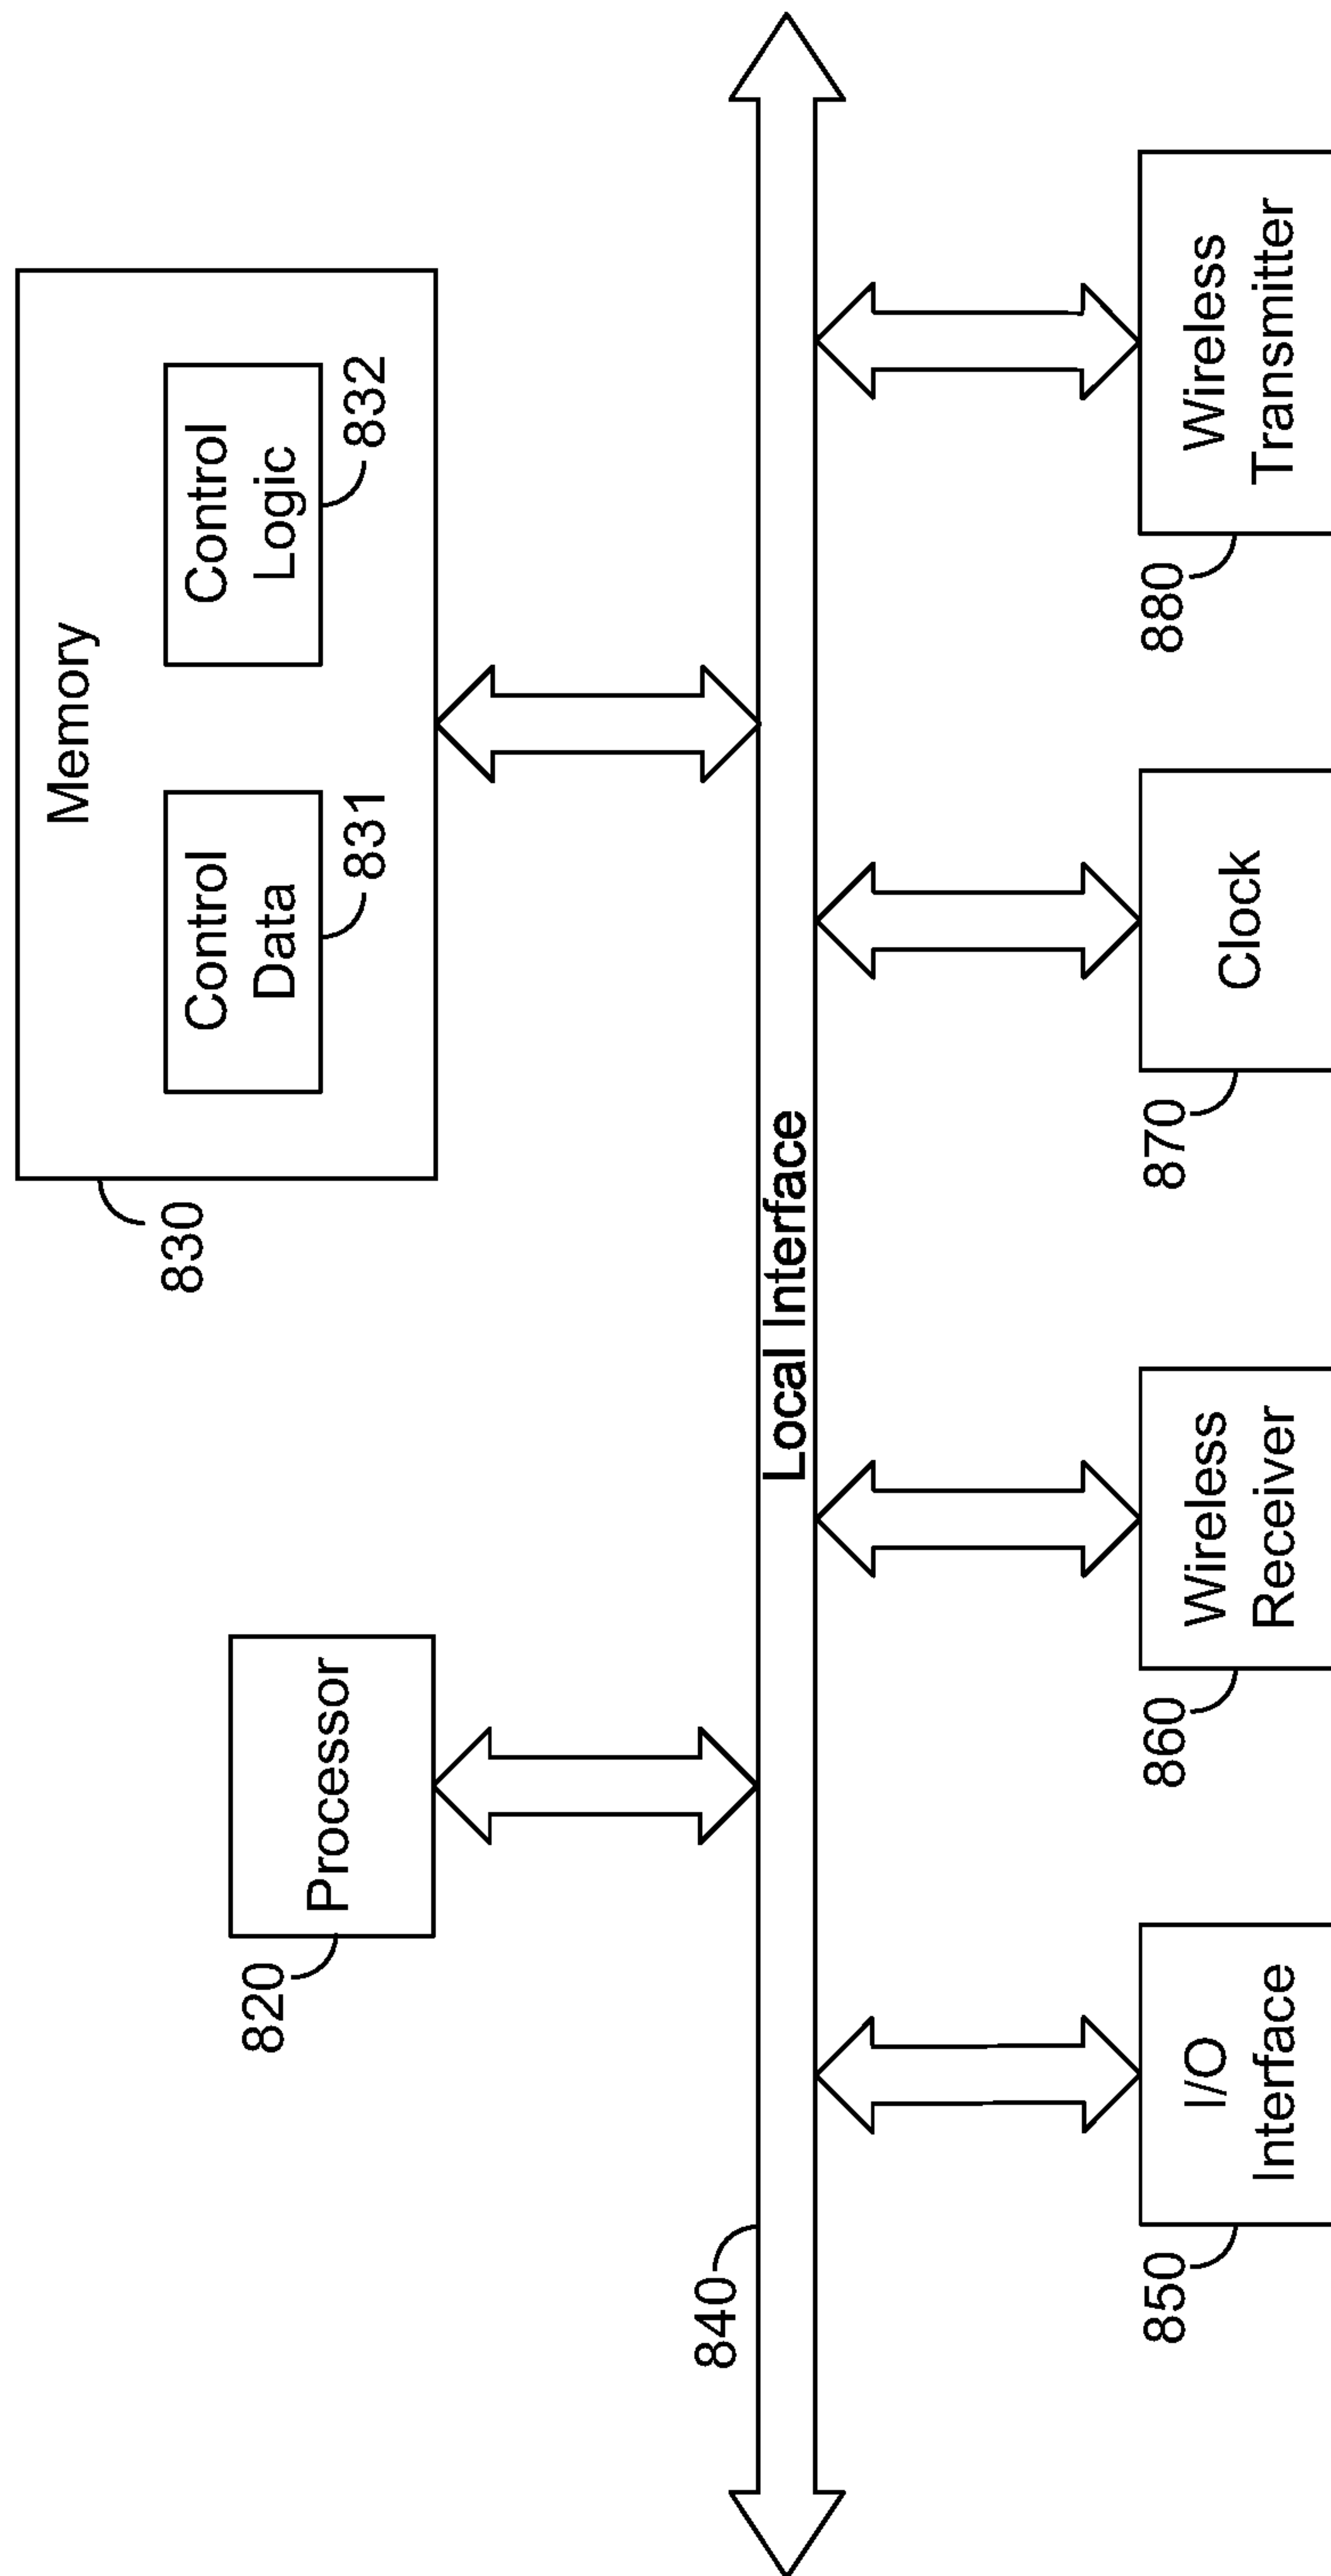 Memory
Control
Data
831
Control
Logic
832
830
Processor
820
Local Interface
840
I/O
Interface
850
Wireless
Receiver
860
Clock
870
Wireless
Transmitter
880